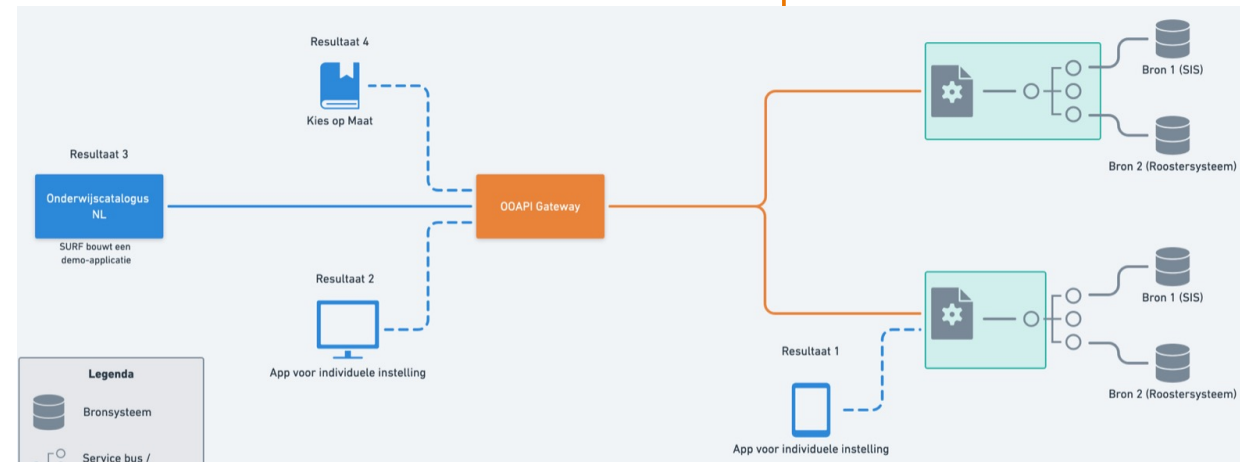 Resultaat 4
Kies op Maat
Resultaat 3
Onderwijscatalogus
NL
SURF bouwt een
demo-applicatie
OOAPI Gateway
Resultaat 2
App voor individuele instelling
Bron 1 (SIS)
Bron 2 (Roostersysteem)
Bron 1 (SIS)
Bron 2 (Roostersysteem)
Resultaat 1
App voor individuele instelling
Legenda
Bronsysteem
Service bus /